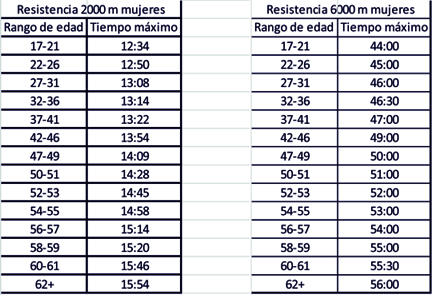 Resistencia 2000 m mujeres Resistencia 6000 m mujeres
Rango de edad Tiempo máximo Rango de edad Tiempo máximo
17-21 12:34 17-21 44:00
22-26 12:50 22-26 45:00
27-31 13:08 27-31 46:00
32-36 13:14 32-36 46:30
37-41 13:22 37-41 47:00
42-46 13:54 42-46 49:00
47-49 14:09 47-49 50:00
50-51 14:28 50-51 51:00
52-53 14:45 52-53 52:00
54-55 14:58 54-55 53:00
56-57 15:14 56-57 54:00
58-59 15:20 58-59 55:00
60-61 15:46 60-61 55:30
62+ 15:54 62+ 56:00